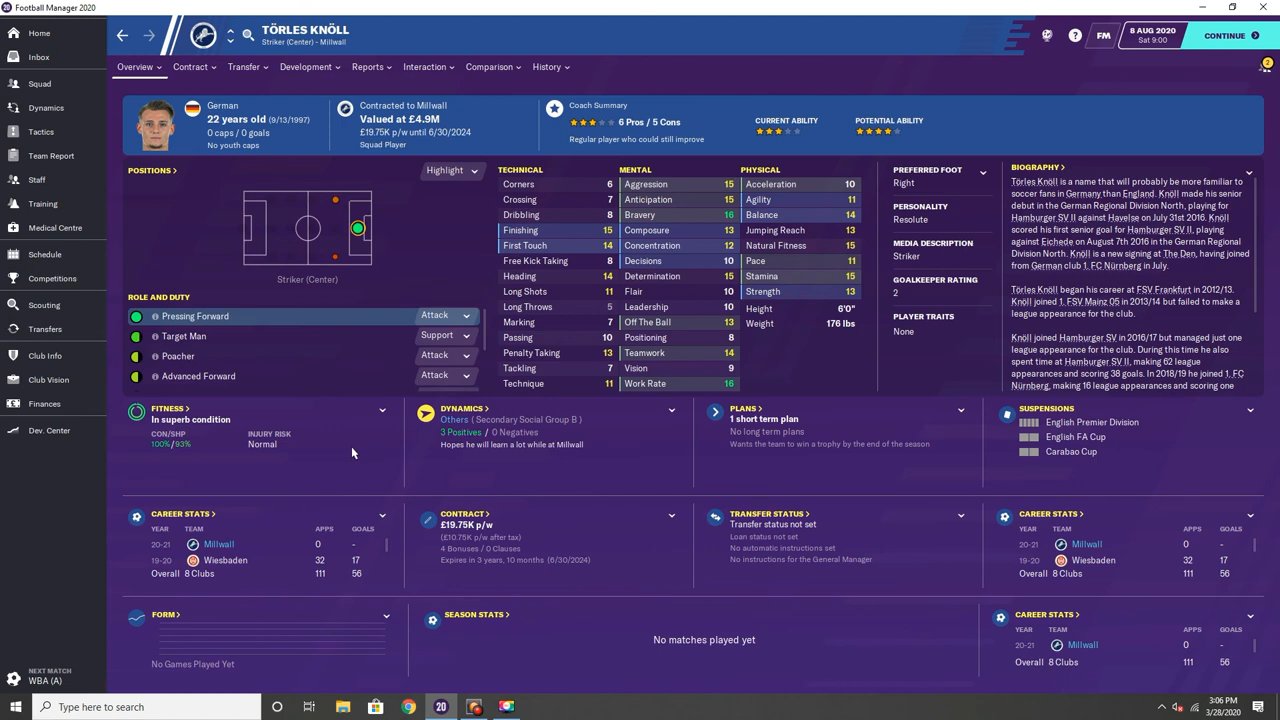 Football Manager 2020
TÖRLES KNÖLL
Striker (Center) - Millwall
FM
8 AUG 2020
Sat 9:00
CONTINUE
2
Home
Inbox
Squad
Dynamics
Tactics
Team Report
Staff
Training
Medical Centre
Schedule
Competitions
Scouting
Transfers
Club Info
Club Vision
Finances
Dev. Center
NEXT MATCH
WBA (A)
Overview Contract Transfer Development Reports Interaction Comparison History
German
22 years old (9/13/1997)
0 caps / 0 goals
No youth caps
Contracted to Millwall
Valued at £4.9M
£19.75K p/w until 6/30/2024
Squad Player
Coach Summary
6 Pros / 5 Cons
Regular player who could still improve
CURRENT ABILITY
POTENTIAL ABILITY
POSITIONS >
Highlight
Striker (Center)
ROLE AND DUTY
Pressing Forward Attack
Target Man Support
Poacher Attack
Advanced Forward Attack
TECHNICAL
Corners 6
Crossing 7
Dribbling 8
Finishing 15
First Touch 14
Free Kick Taking 8
Heading 14
Long Shots 11
Long Throws 5
Marking 7
Passing 10
Penalty Taking 13
Tackling 7
Technique 11
MENTAL
Aggression 15
Anticipation 15
Bravery 16
Composure 13
Concentration 12
Decisions 10
Determination 15
Flair 10
Leadership 10
Off The Ball 13
Positioning 8
Teamwork 14
Vision 9
Work Rate 16
PHYSICAL
Acceleration 10
Agility 11
Balance 14
Jumping Reach 13
Natural Fitness 15
Pace 11
Stamina 15
Strength 13
Height 6'0"
Weight 176 lbs
PREFERRED FOOT
Right
PERSONALITY
Resolute
MEDIA DESCRIPTION
Striker
GOALKEEPER RATING
2
PLAYER TRAITS
None
BIOGRAPHY >
Törles Knöll is a name that will probably be more familiar to
soccer fans in Germany than England. Knöll made his senior
debut in the German Regional Division North, playing for
Hamburger SV II against Havelse on July 31st 2016. Knöll
scored his first senior goal for Hamburger SV II, playing
against Eichede on August 7th 2016 in the German Regional
Division North. Knöll is a new signing at The Den, having
joined from German club 1. FC Nürnberg in July.
Törles Knöll began his career at FSV Frankfurt in 2012/13.
Knöll joined 1. FSV Mainz 05 in 2013/14 but failed to make a
league appearance for the club.
Knöll joined Hamburger SV in 2016/17 but managed just one
league appearance for the club. During this time he also
spent time at Hamburger SV II, making 62 league
appearances and scoring 38 goals. In 2018/19 he joined 1. FC
Nürnberg, making 16 league appearances and scoring one
FITNESS >
In superb condition
CON/SHP
100%/93%
INJURY RISK
Normal
DYNAMICS >
Others ( Secondary Social Group B )
3 Positives / 0 Negatives
Hopes he will learn a lot while at Millwall
PLANS >
1 short term plan
No long term plans
Wants the team to win a trophy by the end of the season
SUSPENSIONS
English Premier Division
English FA Cup
Carabao Cup
CAREER STATS >
YEAR TEAM APPS GOALS
20-21 Millwall 0 -
19-20 Wiesbaden 32 17
Overall 8 Clubs 111 56
CONTRACT >
£19.75K p/w
(£10.75K p/w after tax)
4 Bonuses / 0 Clauses
Expires in 3 years, 10 months (6/30/2024)
TRANSFER STATUS >
Transfer status not set
Loan status not set
No automatic instructions set
No instructions for the General Manager
CAREER STATS >
YEAR TEAM APPS GOALS
20-21 Millwall 0 -
19-20 Wiesbaden 32 17
Overall 8 Clubs 111 56
FORM >
No Games Played Yet
SEASON STATS >
No matches played yet
CAREER STATS >
YEAR TEAM APPS GOALS
20-21 Millwall 0 -
Overall 8 Clubs 111 56
Type here to search
20
3:06 PM
3/28/2020